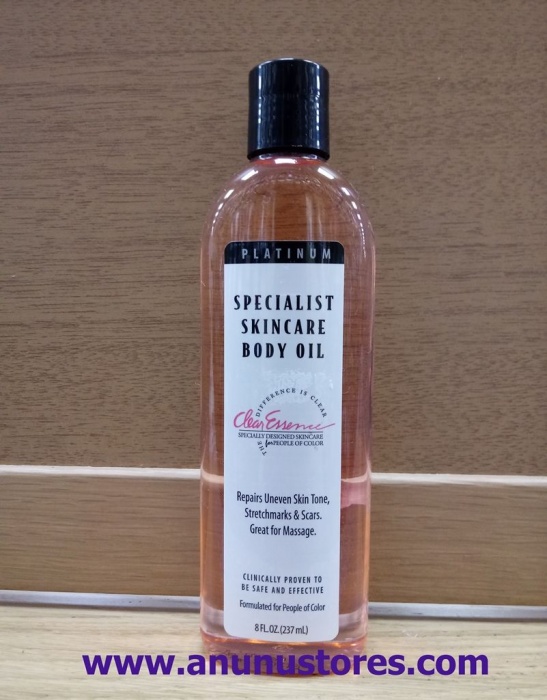 PLATINUM
SPECIALIST
SKINCARE
BODY OIL
THE DIFFERENCE IS CLEAR
Clear Essence
SPECIALLY DESIGNED SKINCARE
for PEOPLE OF COLOR
Repairs Uneven Skin Tone,
Stretchmarks & Scars.
Great for Massage.
CLINICALLY PROVEN TO
BE SAFE AND EFFECTIVE
Formulated for People of Color
8 FL. OZ. (237 mL)
www.anunustores.com